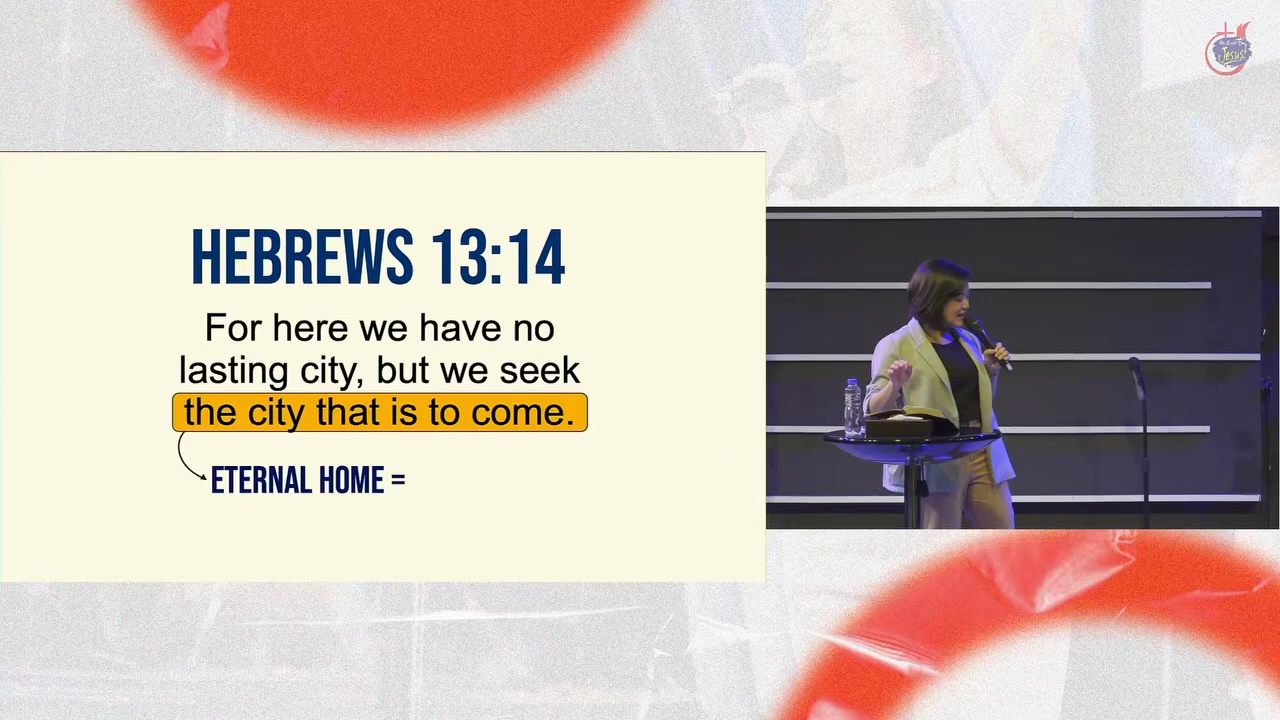 HEBREWS 13:14
For here we have no
lasting city, but we seek
the city that is to come.
ETERNAL HOME =
Jesus!